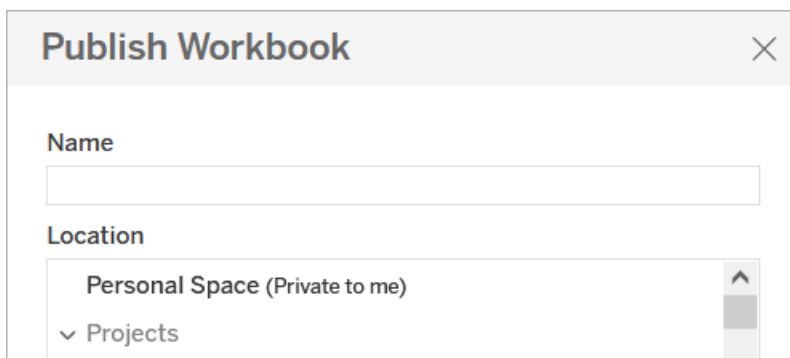 Publish Workbook
Name
Location
Personal Space (Private to me)
Projects